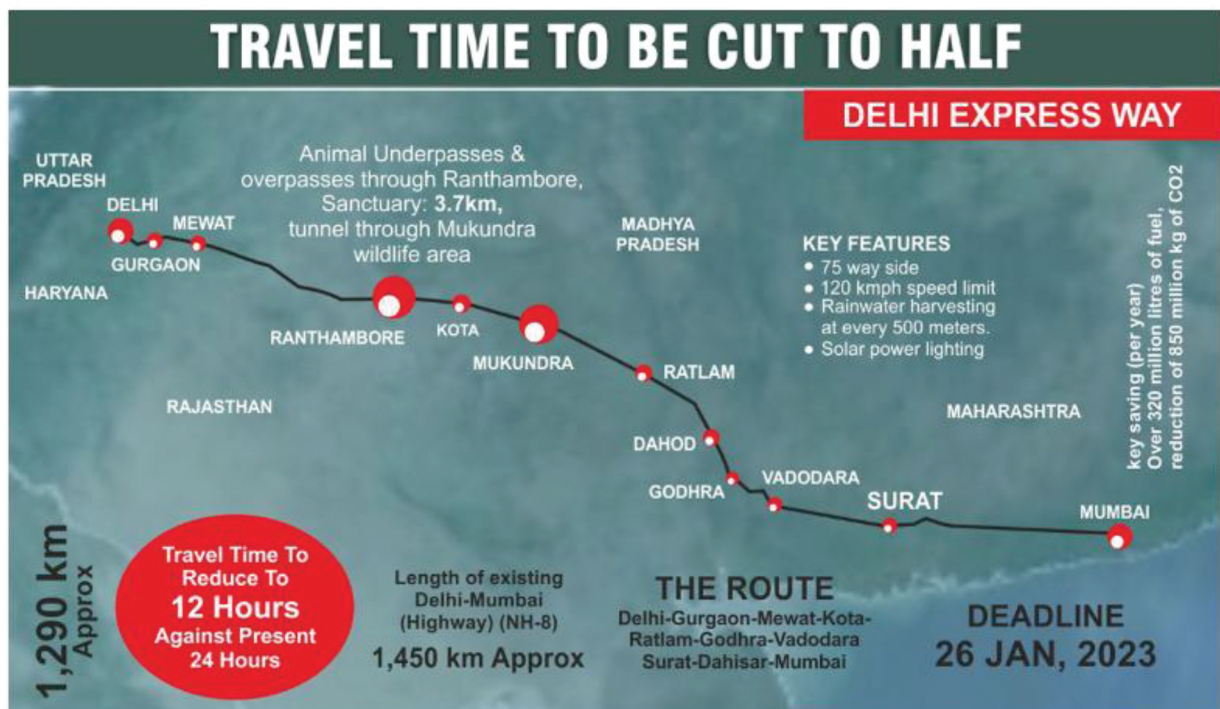 TRAVEL TIME TO BE CUT TO HALF
DELHI EXPRESS WAY
UTTAR
PRADESH
DELHI
MEWAT
GURGAON
HARYANA
Animal Underpasses &
overpasses through Ranthambore,
Sanctuary: 3.7km,
tunnel through Mukundra
wildlife area
MADHYA
PRADESH
KEY FEATURES
75 way side
120 kmph speed limit
Rainwater harvesting
at every 500 meters.
Solar power lighting
key saving (per year)
Over 320 million litres of fuel,
reduction of 850 million kg of CO2
RANTHAMBORE
KOTA
MUKUNDRA
RATLAM
RAJASTHAN
MAHARASHTRA
DAHOD
GODHRA
VADODARA
SURAT
MUMBAI
1,290 km
Approx
Travel Time To
Reduce To
12 Hours
Against Present
24 Hours
Length of existing
Delhi-Mumbai
(Highway) (NH-8)
1,450 km Approx
THE ROUTE
Delhi-Gurgaon-Mewat-Kota-
Ratlam-Godhra-Vadodara
Surat-Dahisar-Mumbai
DEADLINE
26 JAN, 2023